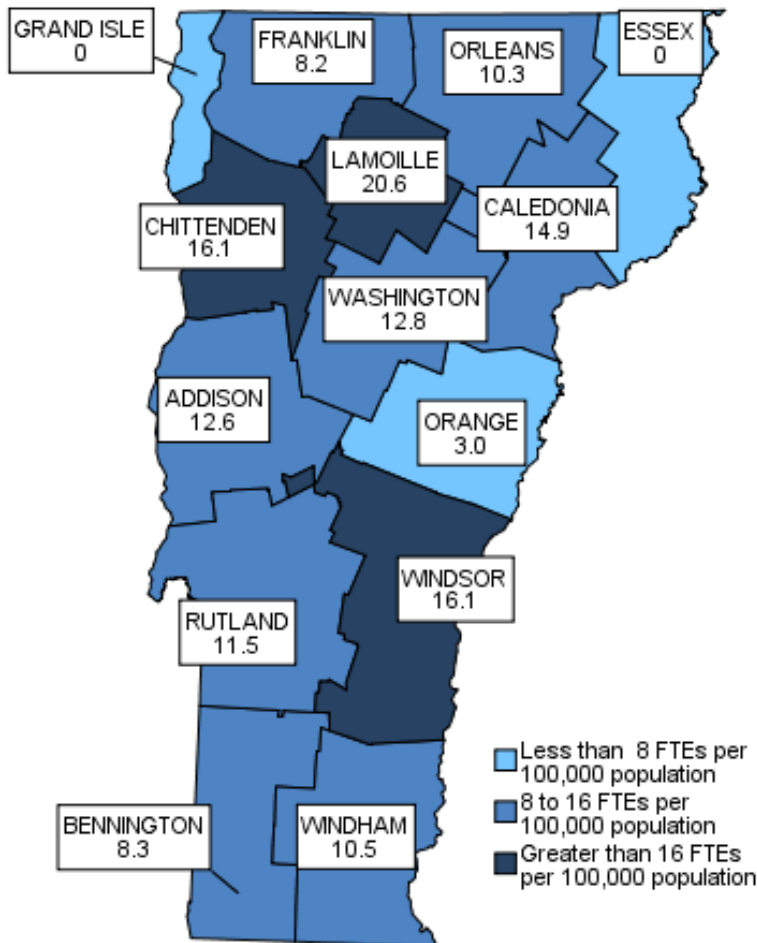 GRAND ISLE
0
FRANKLIN
8.2
ORLEANS
10.3
ESSEX
0
LAMOILLE
20.6
CHITTENDEN
16.1
CALEDONIA
14.9
WASHINGTON
12.8
ADDISON
12.6
ORANGE
3.0
WINDSOR
16.1
RUTLAND
11.5
BENNINGTON
8.3
WINDHAM
10.5
Less than 8 FTEs per
100,000 population
8 to 16 FTEs per
100,000 population
Greater than 16 FTEs
per 100,000 population